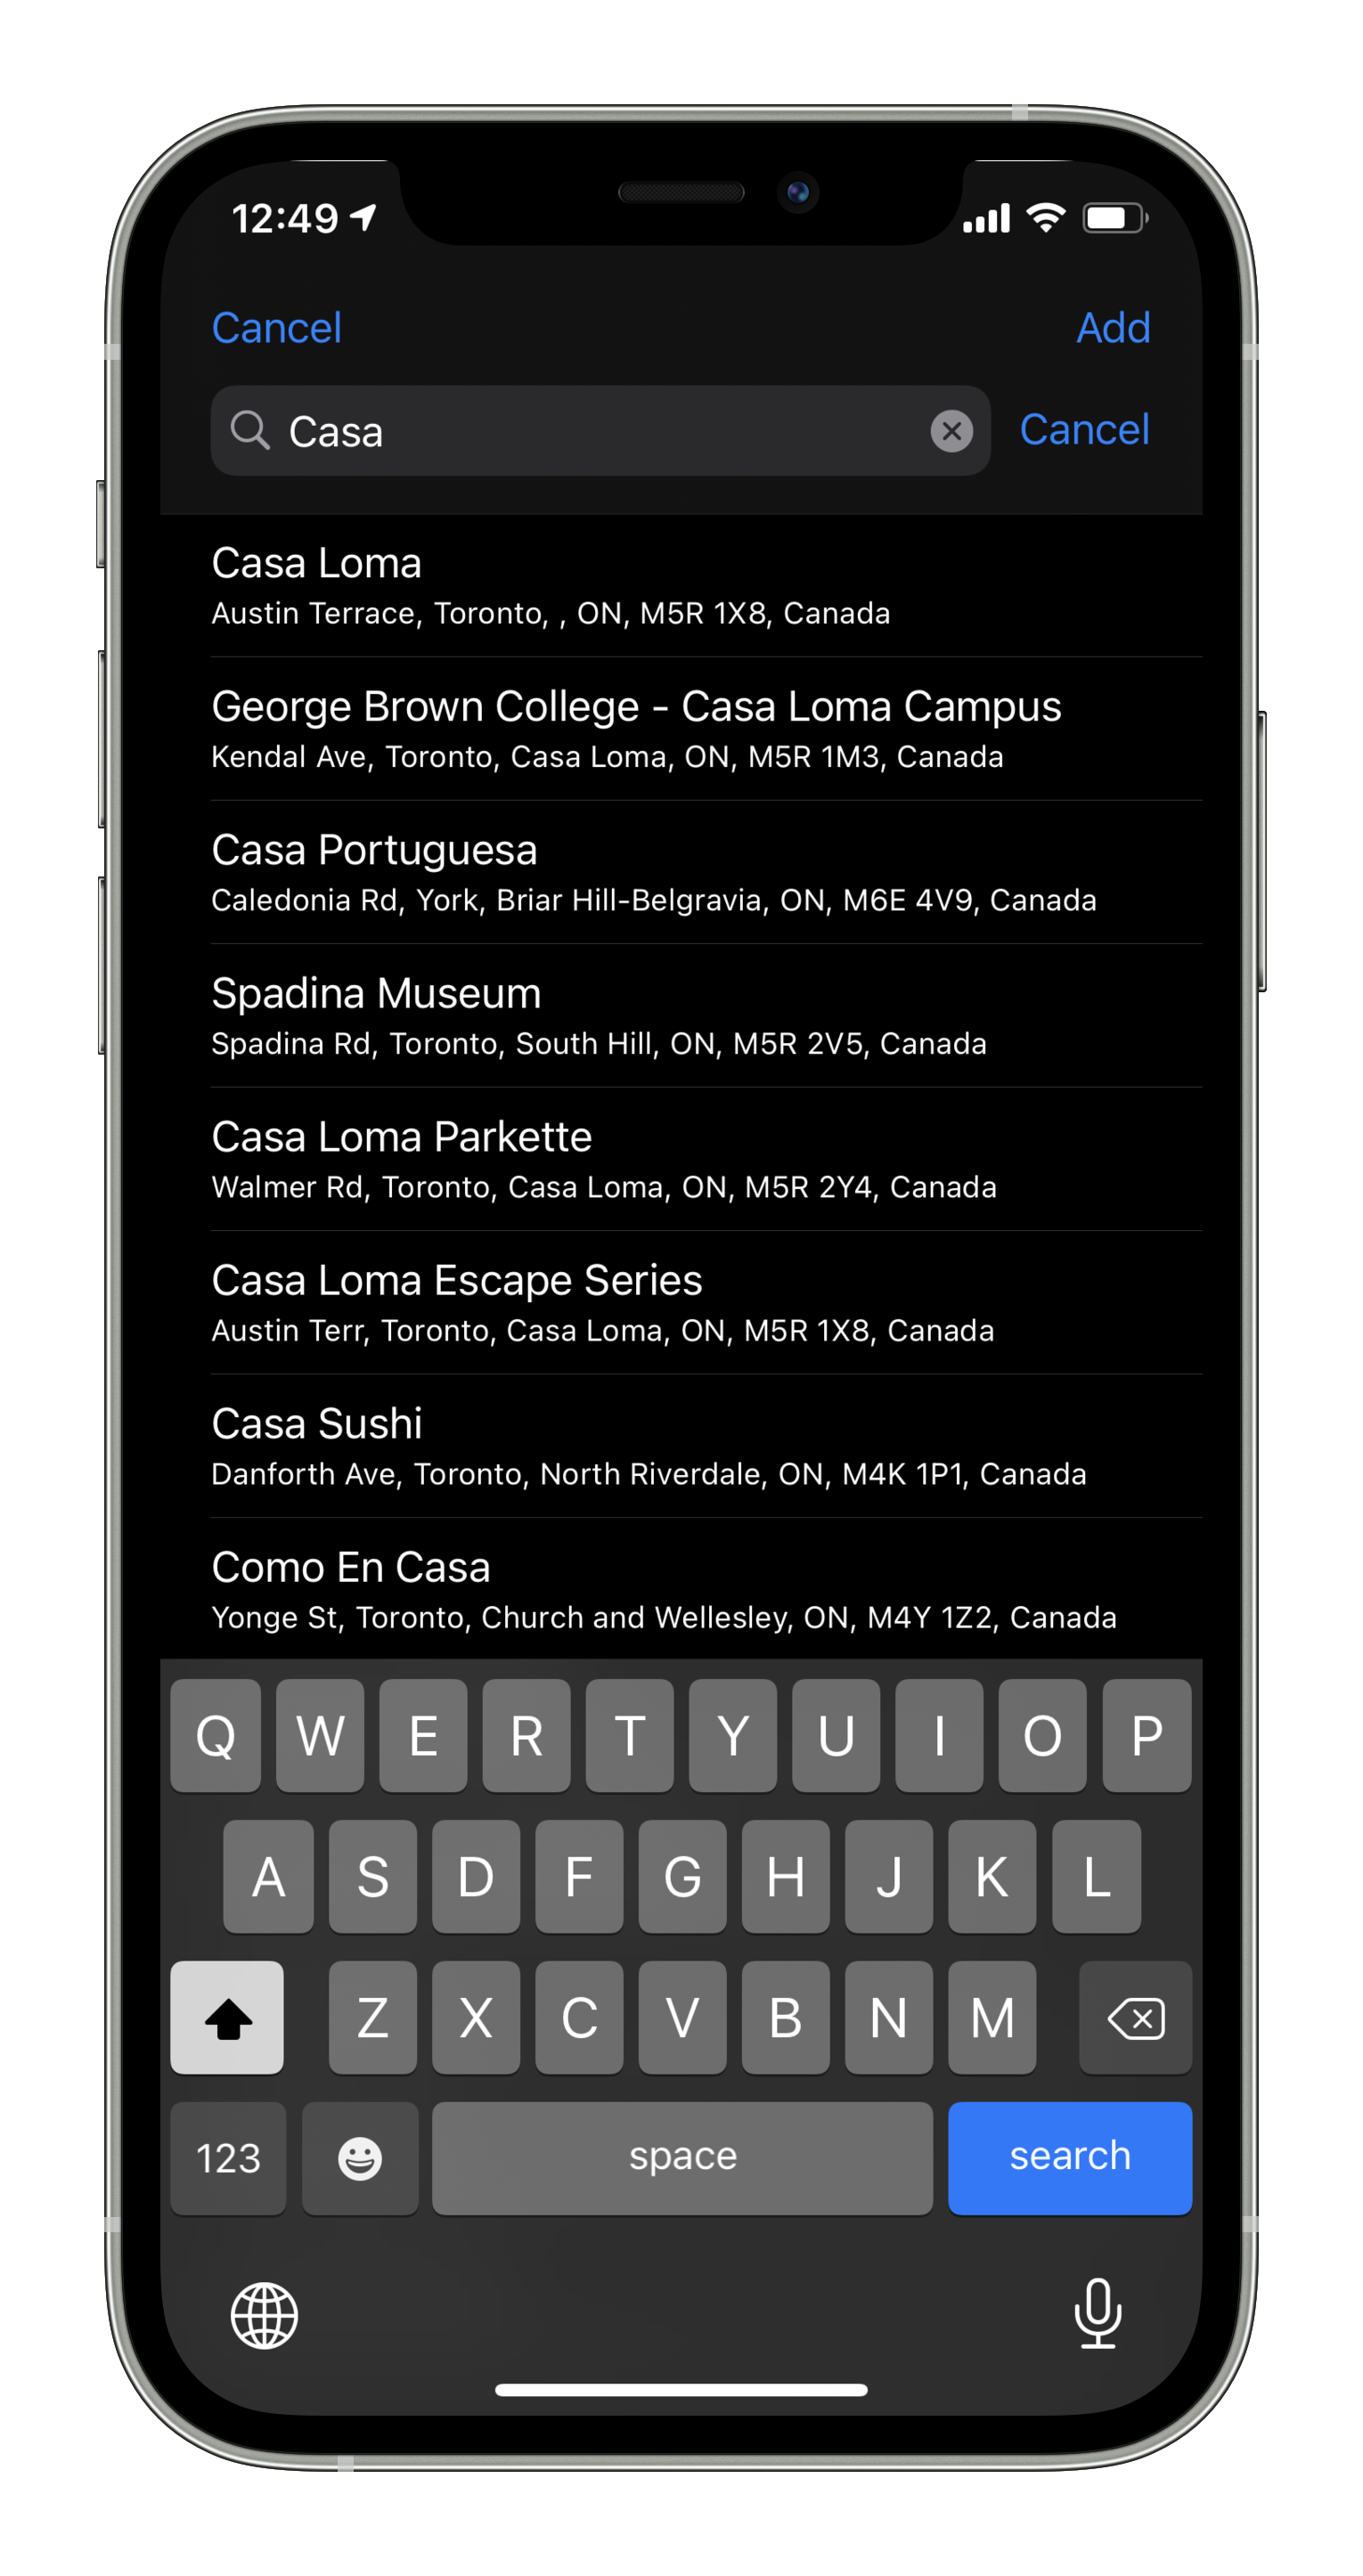 12:49
Cancel Add
Casa Cancel
Casa Loma
Austin Terrace, Toronto, , ON, M5R 1X8, Canada
George Brown College - Casa Loma Campus
Kendal Ave, Toronto, Casa Loma, ON, M5R 1M3, Canada
Casa Portuguesa
Caledonia Rd, York, Briar Hill-Belgravia, ON, M6E 4V9, Canada
Spadina Museum
Spadina Rd, Toronto, South Hill, ON, M5R 2V5, Canada
Casa Loma Parkette
Walmer Rd, Toronto, Casa Loma, ON, M5R 2Y4, Canada
Casa Loma Escape Series
Austin Terr, Toronto, Casa Loma, ON, M5R 1X8, Canada
Casa Sushi
Danforth Ave, Toronto, North Riverdale, ON, M4K 1P1, Canada
Como En Casa
Yonge St, Toronto, Church and Wellesley, ON, M4Y 1Z2, Canada
Q W E R T Y U I O P
A S D F G H J K L
Z X C V B N M
123 space search